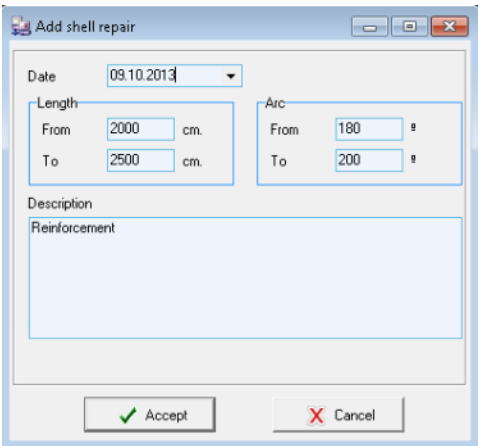 Add shell repair
Date 09.10.2013
Length Arc
From 2000 cm. From 180 º
To 2500 cm. To 200 º
Description
Reinforcement
Accept Cancel